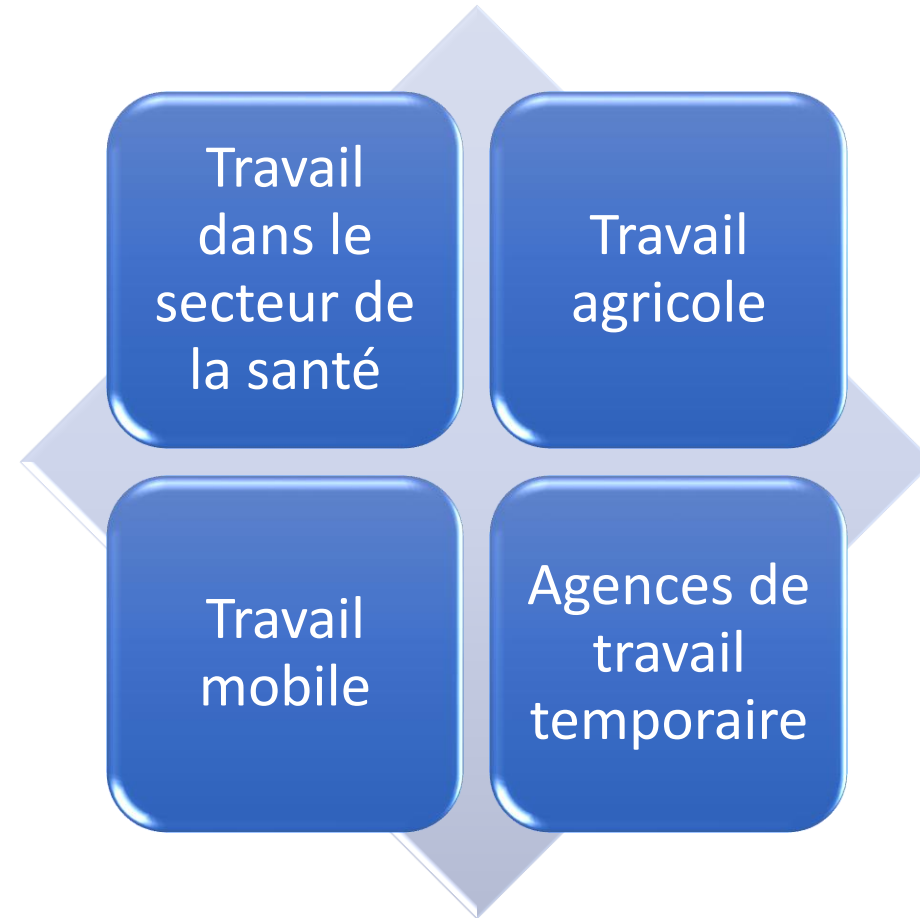 Travail
dans le
secteur de
la santé
Travail
agricole
Travail
mobile
Agences de
travail
temporaire